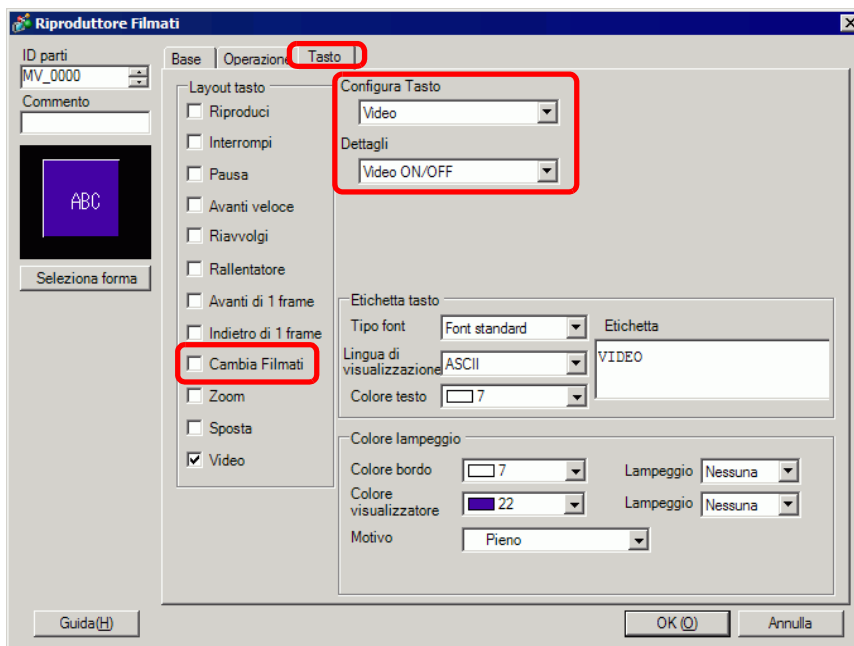 Riproduttore Filmati
ID parti
MV_0000
Commento
ABC
Seleziona forma
Base
Operazione
Tasto
Layout tasto
Riproduci
Interrompi
Pausa
Avanti veloce
Riavvolgi
Rallentatore
Avanti di 1 frame
Indietro di 1 frame
Cambia Filmati
Zoom
Sposta
Video
Configura Tasto
Video
Dettagli
Video ON/OFF
Etichetta tasto
Tipo font
Font standard
Lingua di
visualizzazione
ASCII
Colore testo
7
Etichetta
VIDEO
Colore lampeggio
Colore bordo
7
Lampeggio
Nessuna
Colore
visualizzatore
22
Lampeggio
Nessuna
Motivo
Pieno
Guida(H)
OK (O)
Annulla